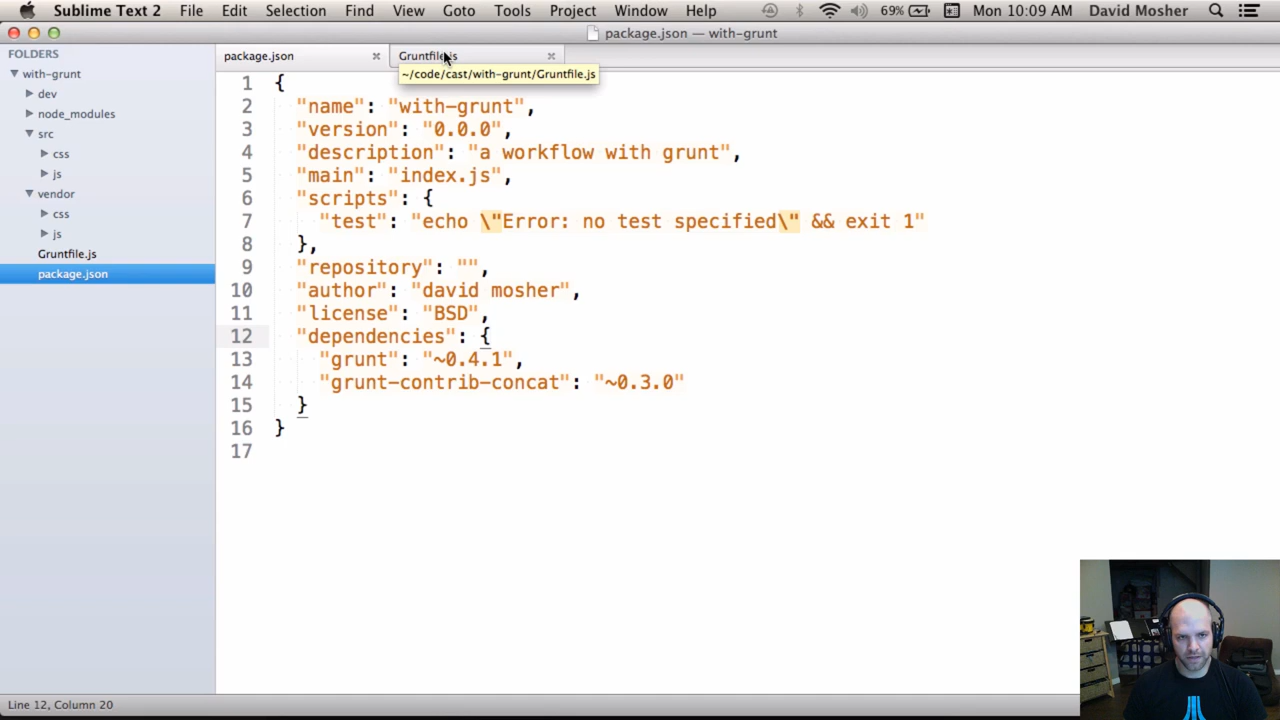 Sublime Text 2 File Edit Selection Find View Goto Tools Project Window Help 69% Mon 10:09 AM David Mosher
package.json — with-grunt
FOLDERS
with-grunt
dev
node_modules
src
css
js
vendor
css
js
Gruntfile.js
package.json
package.json Gruntfile.js
~/code/cast/with-grunt/Gruntfile.js
1 {
2 "name": "with-grunt",
3 "version": "0.0.0",
4 "description": "a workflow with grunt",
5 "main": "index.js",
6 "scripts": {
7 "test": "echo \"Error: no test specified\" && exit 1"
8 },
9 "repository": "",
10 "author": "david mosher",
11 "license": "BSD",
12 "dependencies": {
13 "grunt": "~0.4.1",
14 "grunt-contrib-concat": "~0.3.0"
15 }
16 }
17
Line 12, Column 20